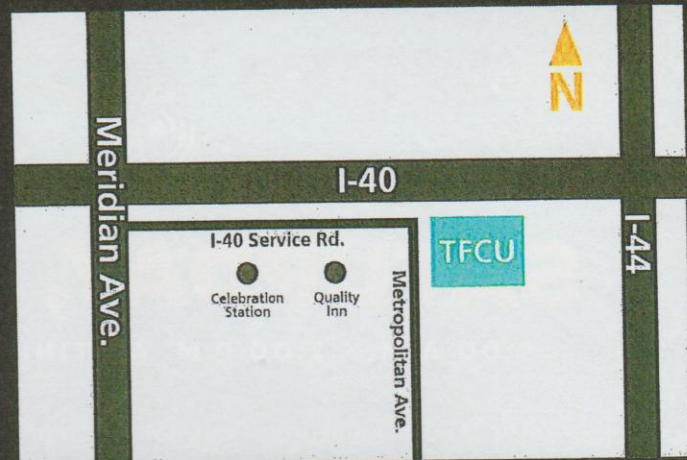 N
I-40
Meridian Ave.
I-40 Service Rd.
TFCU
I-44
Celebration
Station
Quality
Inn
Metropolitan Ave.